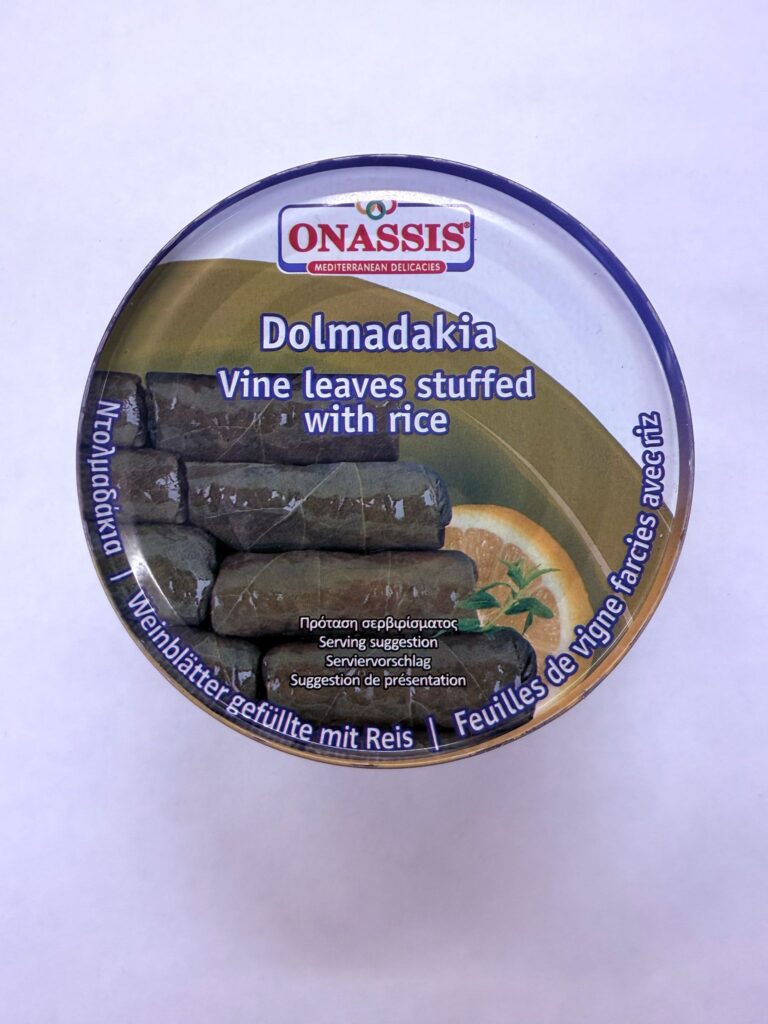 ONASSIS®
MEDITERRANEAN DELICACIES
Dolmadakia
Vine leaves stuffed
with rice
Ντολμαδάκια | Weinblätter gefüllte mit Reis | Feuilles de vigne farcies avec riz
Πρόταση σερβιρίσματος
Serving suggestion
Serviervorschlag
Suggestion de présentation